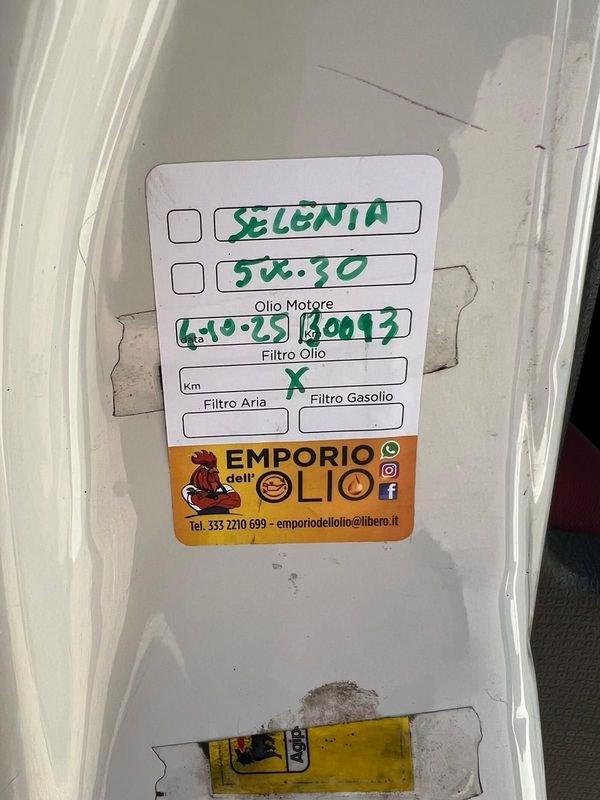 SELENIA
5W.30
Olio Motore
data 6-10-25 Km 130093
Filtro Olio
Km X
Filtro Aria Filtro Gasolio
EMPORIO
dell' OLIO
Tel. 333 2210 699 - emporiodellolio@libero.it
Agip